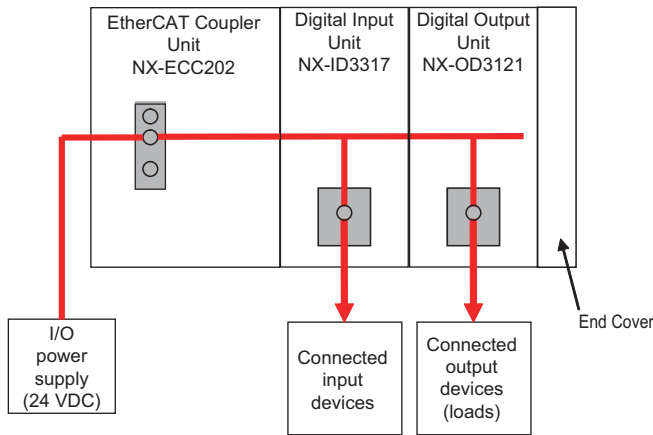 EtherCAT Coupler
Unit
NX-ECC202
Digital Input
Unit
NX-ID3317
Digital Output
Unit
NX-OD3121
End Cover
I/O
power
supply
(24 VDC)
Connected
input
devices
Connected
output
devices
(loads)